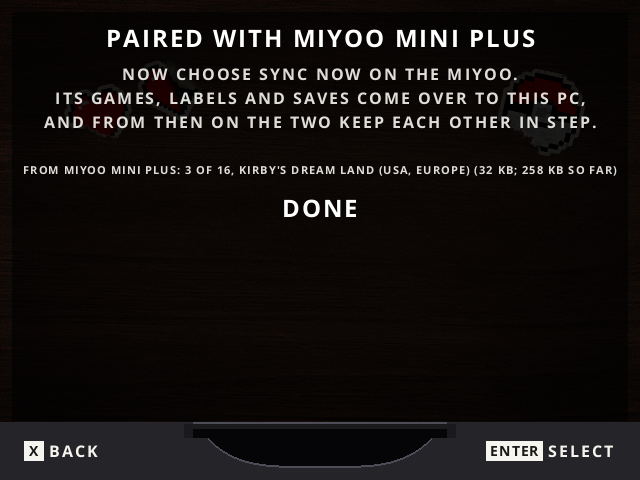 PAIRED WITH MIYOO MINI PLUS
NOW CHOOSE SYNC NOW ON THE MIYOO.
ITS GAMES, LABELS AND SAVES COME OVER TO THIS PC,
AND FROM THEN ON THE TWO KEEP EACH OTHER IN STEP.
FROM MIYOO MINI PLUS: 3 OF 16, KIRBY'S DREAM LAND (USA, EUROPE) (32 KB; 258 KB SO FAR)
DONE
X BACK
ENTER SELECT